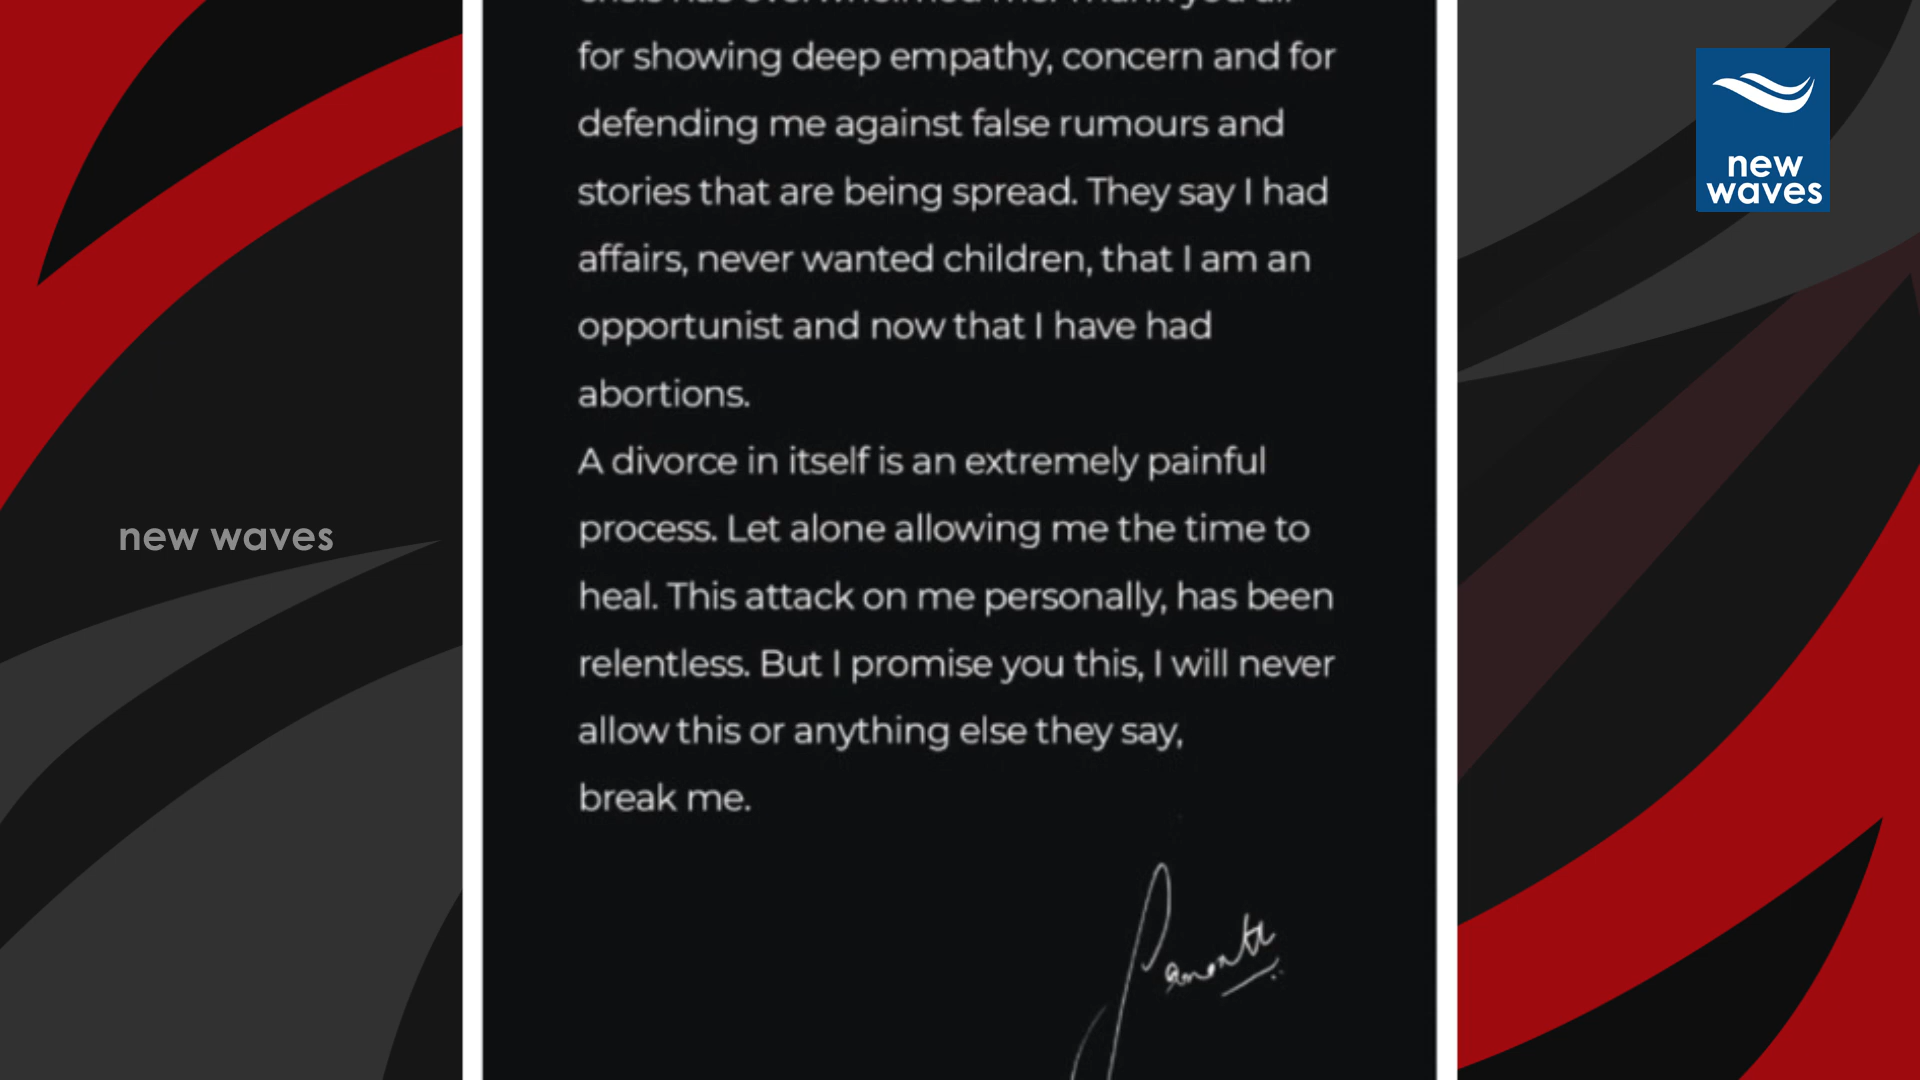 for showing deep empathy, concern and for
defending me against false rumours and
stories that are being spread. They say I had
affairs, never wanted children, that I am an
opportunist and now that I have had
abortions.
A divorce in itself is an extremely painful
process. Let alone allowing me the time to
heal. This attack on me personally, has been
relentless. But I promise you this, I will never
allow this or anything else they say,
break me.
new waves
new
waves